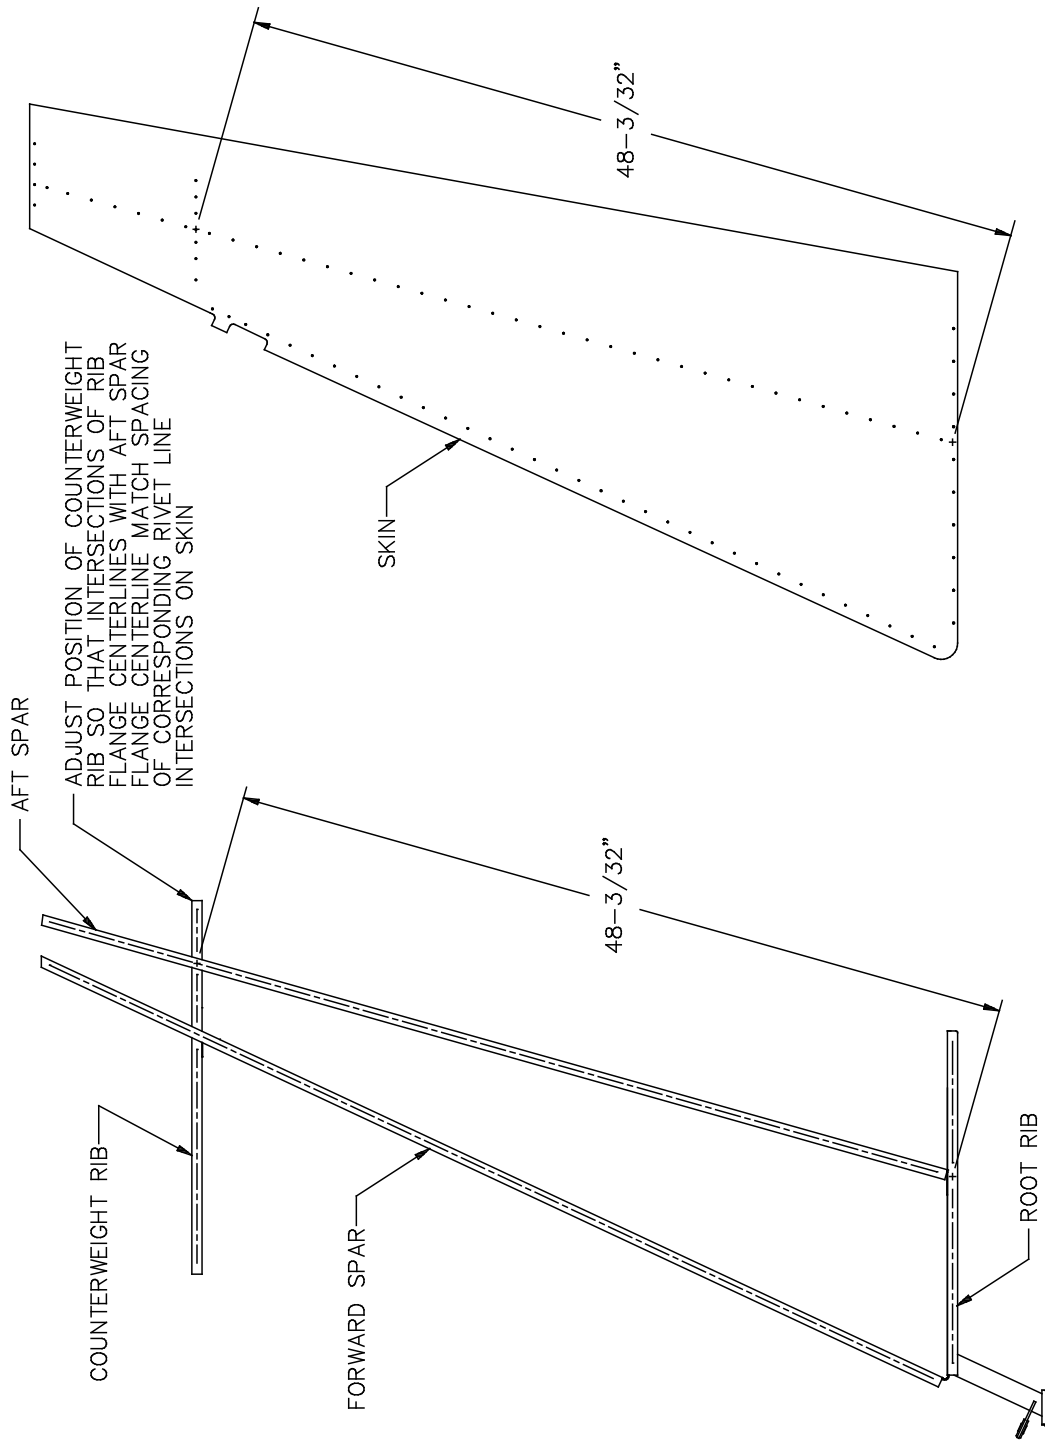 AFT SPAR
ADJUST POSITION OF COUNTERWEIGHT
RIB SO THAT INTERSECTIONS OF RIB
FLANGE CENTERLINES WITH AFT SPAR
FLANGE CENTERLINE MATCH SPACING
OF CORRESPONDING RIVET LINE
INTERSECTIONS ON SKIN
COUNTERWEIGHT RIB
FORWARD SPAR
48-3/32"
ROOT RIB
SKIN
48-3/32"